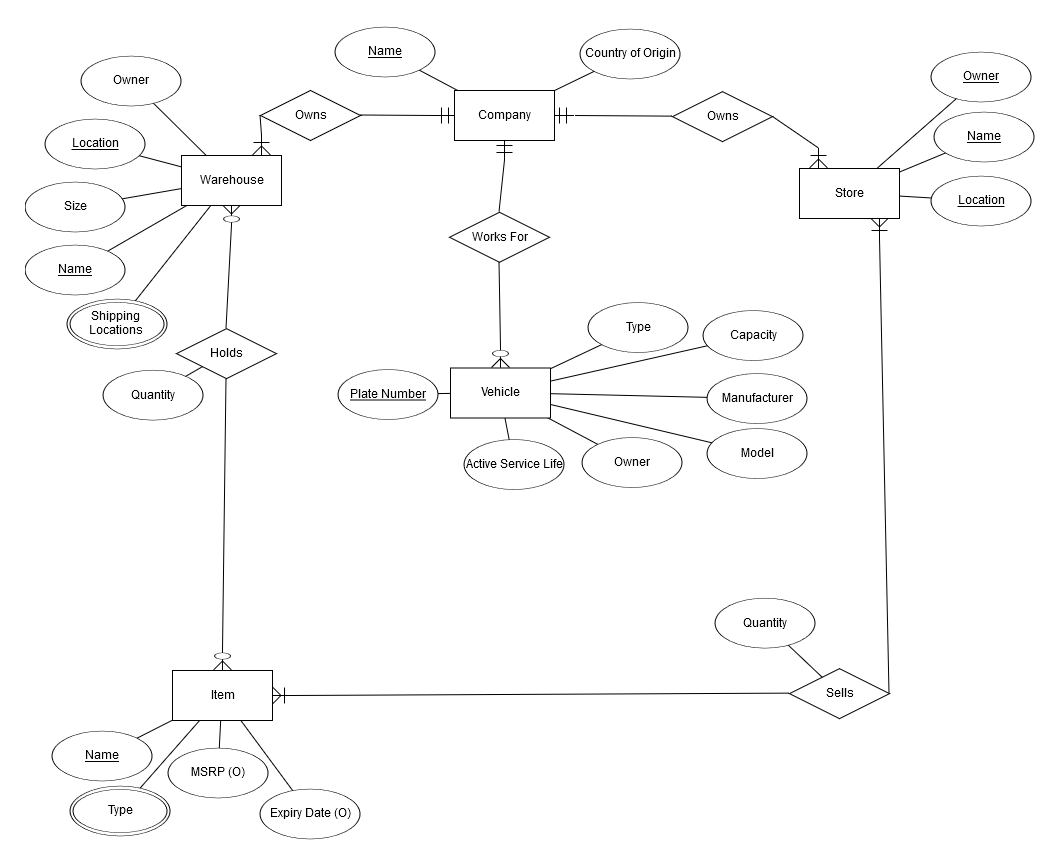 Name
Country of Origin
Owner
Owner
Owns
Company
Owns
Location
Name
Warehouse
Store
Size
Location
Works For
Name
Shipping
Locations
Type
Capacity
Holds
Quantity
Plate Number
Vehicle
Manufacturer
Model
Active Service Life
Owner
Quantity
Item
Sells
Name
MSRP (O)
Type
Expiry Date (O)